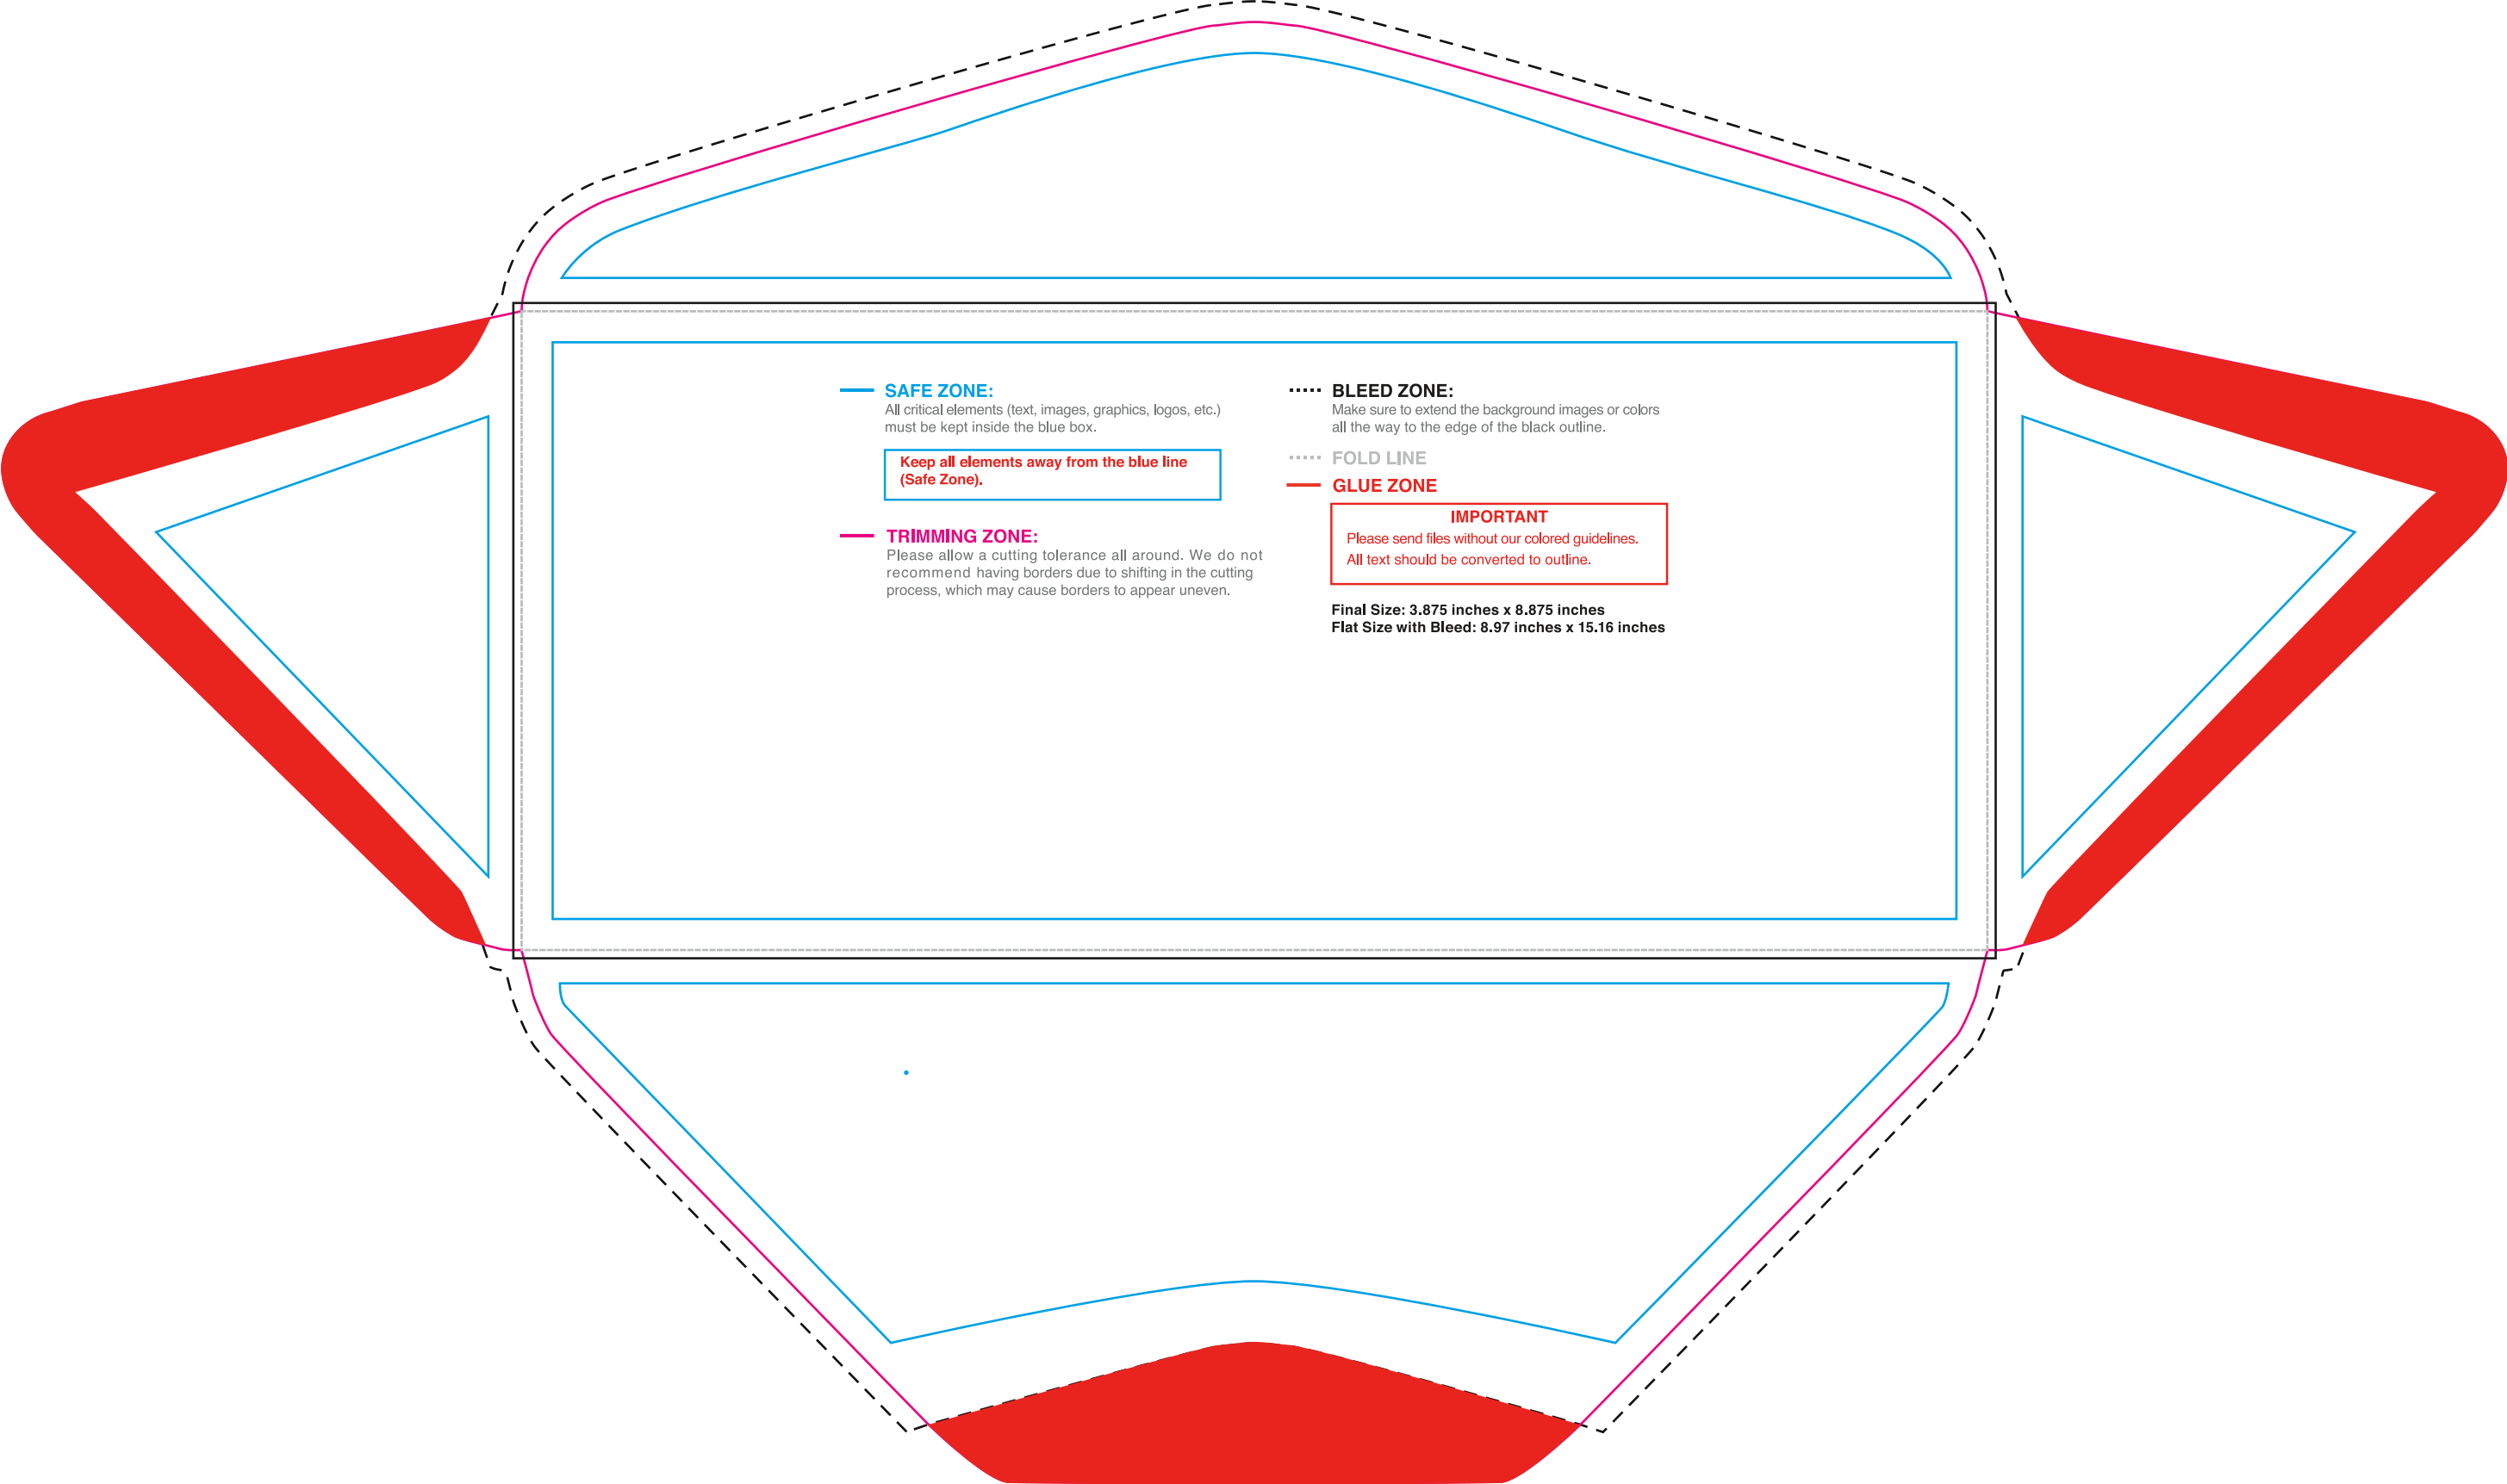 SAFE ZONE:
All critical elements (text, images, graphics, logos, etc.)
must be kept inside the blue box.
Keep all elements away from the blue line
(Safe Zone).
TRIMMING ZONE:
Please allow a cutting tolerance all around. We do not
recommend having borders due to shifting in the cutting
process, which may cause borders to appear uneven.
BLEED ZONE:
Make sure to extend the background images or colors
all the way to the edge of the black outline.
FOLD LINE
GLUE ZONE
IMPORTANT
Please send files without our colored guidelines.
All text should be converted to outline.
Final Size: 3.875 inches x 8.875 inches
Flat Size with Bleed: 8.97 inches x 15.16 inches